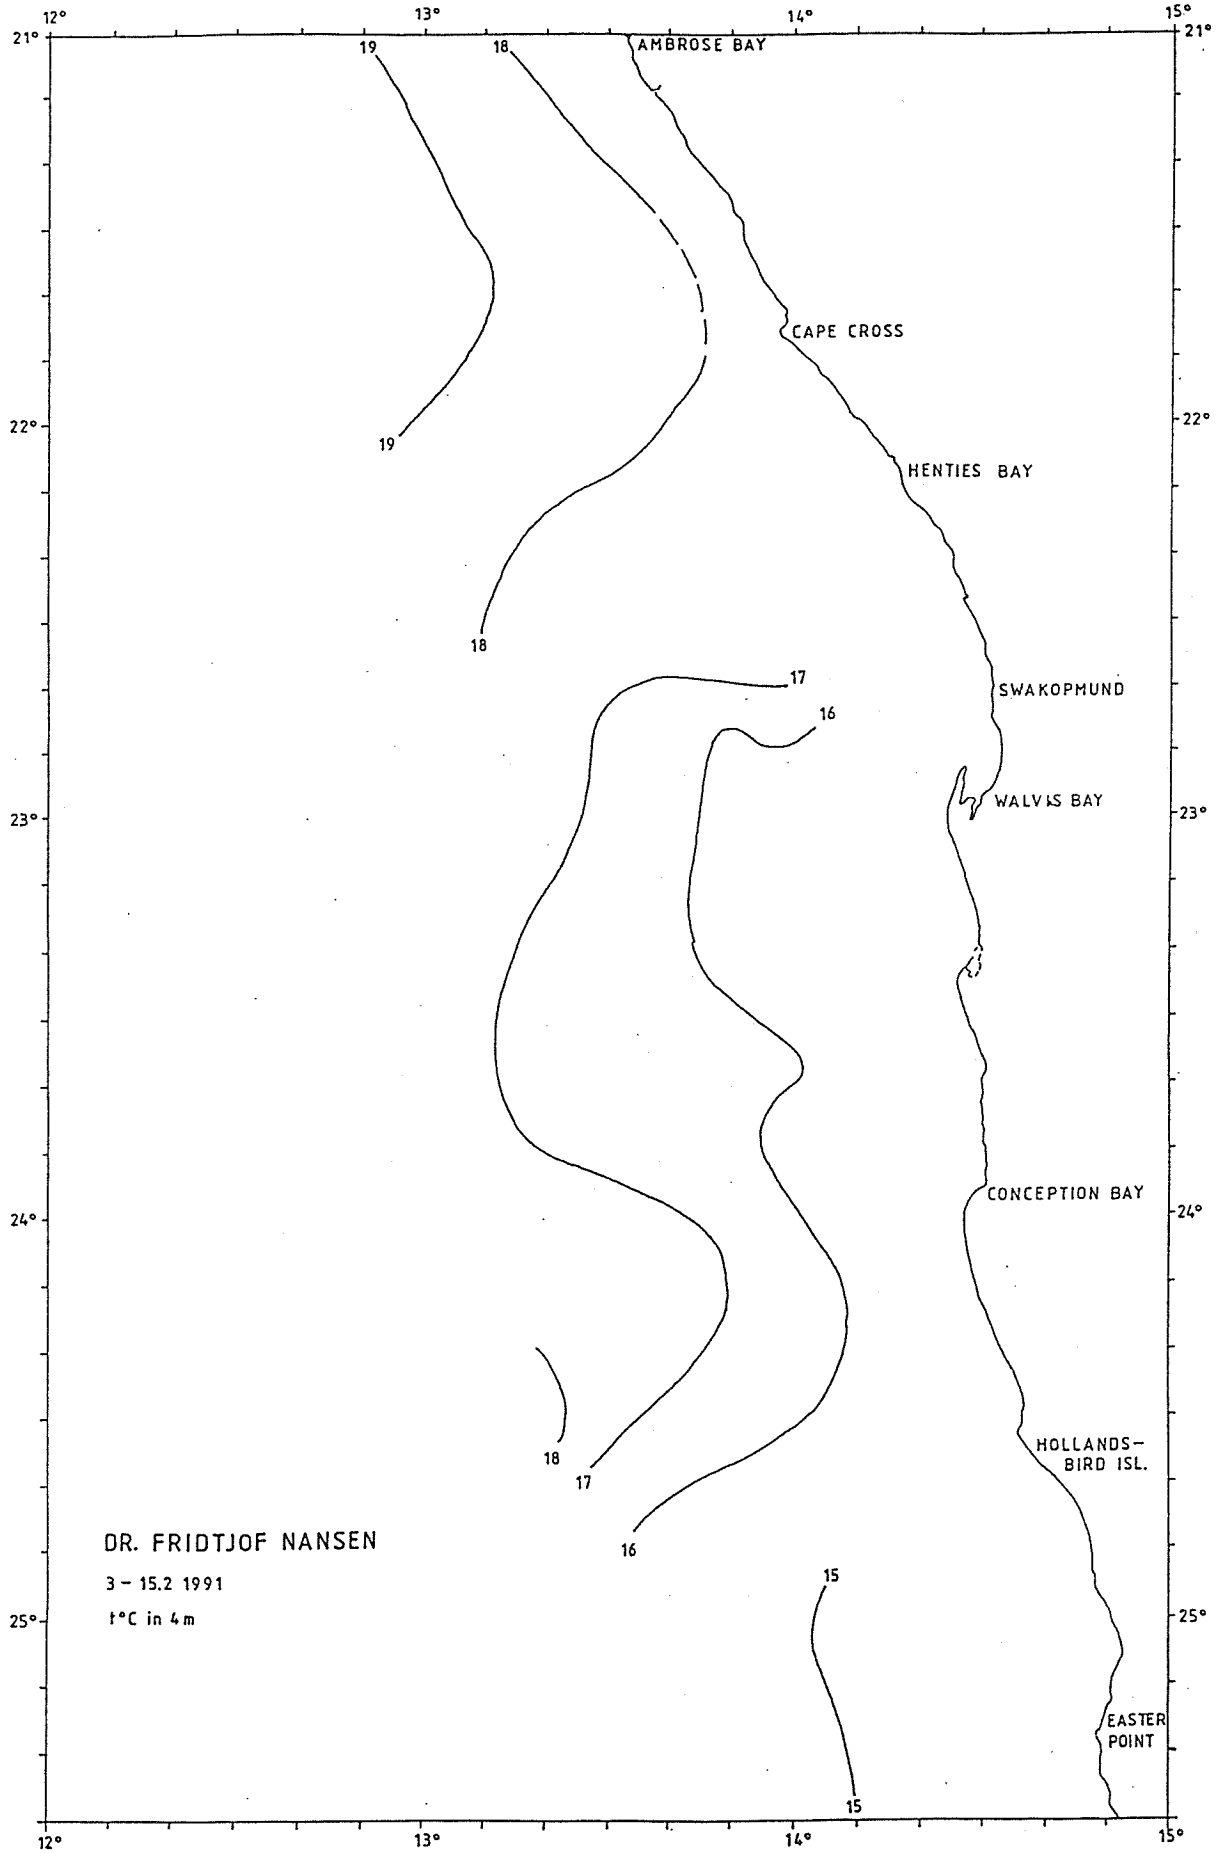 12° 13° 14° 15°
21° 21°
19 18 AMBROSE BAY
CAPE CROSS
22° 22°
19
HENTIES BAY
18
17
SWAKOPMUND
16
WALVIS BAY
23° 23°
CONCEPTION BAY
24° 24°
HOLLANDS-
BIRD ISL.
18
17
DR. FRIDTJOF NANSEN
16
3 - 15.2 1991
15
t°C in 4m
25° 25°
EASTER
POINT
15
12° 13° 14° 15°